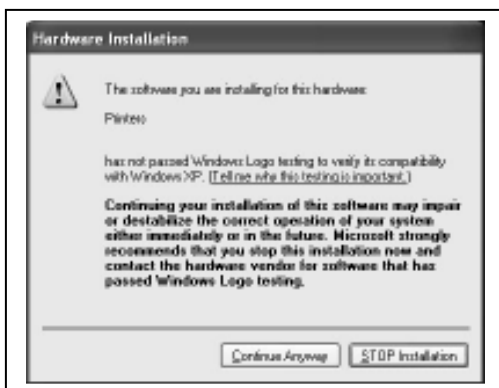 Hardware Installation
The software you are installing for this hardware:
Printers
has not passed Windows Logo testing to verify its compatibility
with Windows XP. (Tell me why this testing is important.)
Continuing your installation of this software may impair
or destabilize the correct operation of your system
either immediately or in the future. Microsoft strongly
recommends that you stop this installation now and
contact the hardware vendor for software that has
passed Windows Logo testing.
Continue Anyway
STOP Installation